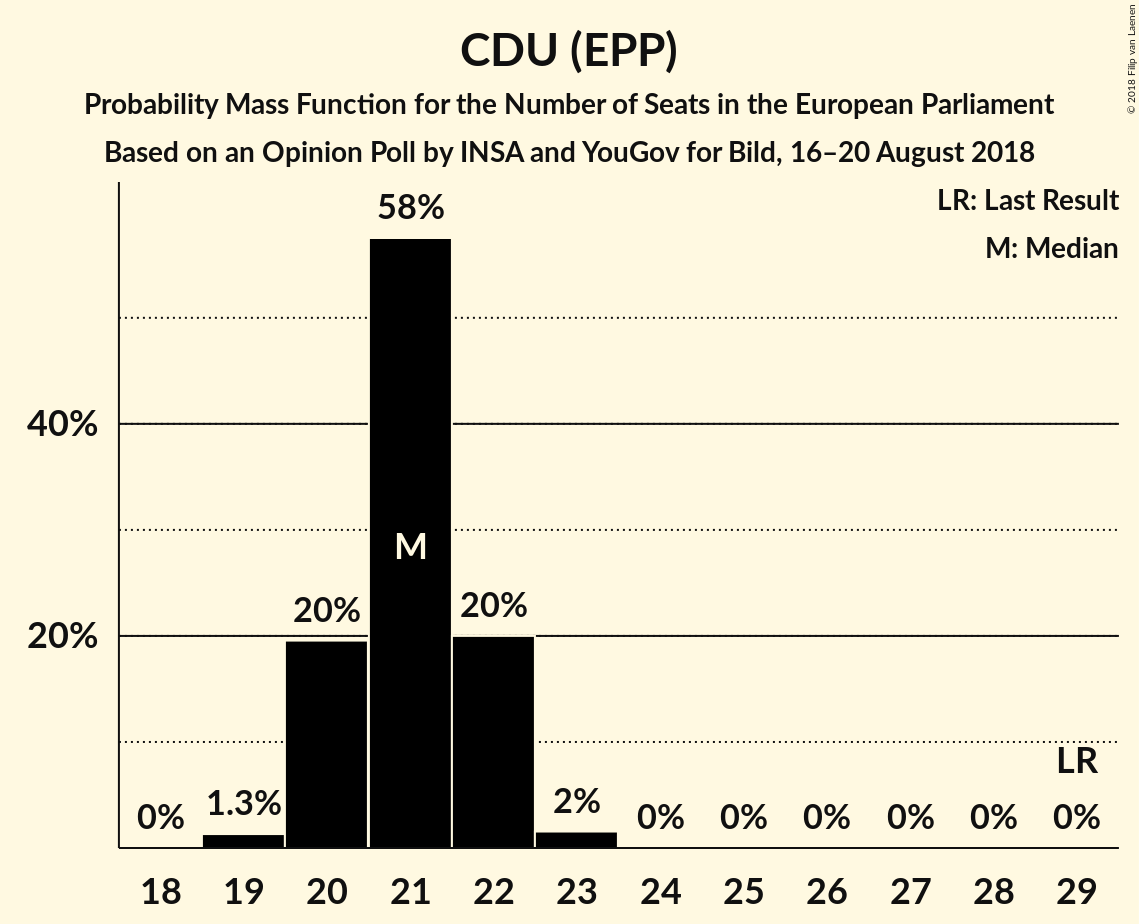 CDU (EPP)
Probability Mass Function for the Number of Seats in the European Parliament
Based on an Opinion Poll by INSA and YouGov for Bild, 16–20 August 2018
© 2018 Filip van Laenen
LR: Last Result
M: Median
58%
40%
M
20%
20%
20%
LR
0%
1.3%
2%
0%
0%
0%
0%
0%
0%
18 19 20 21 22 23 24 25 26 27 28 29